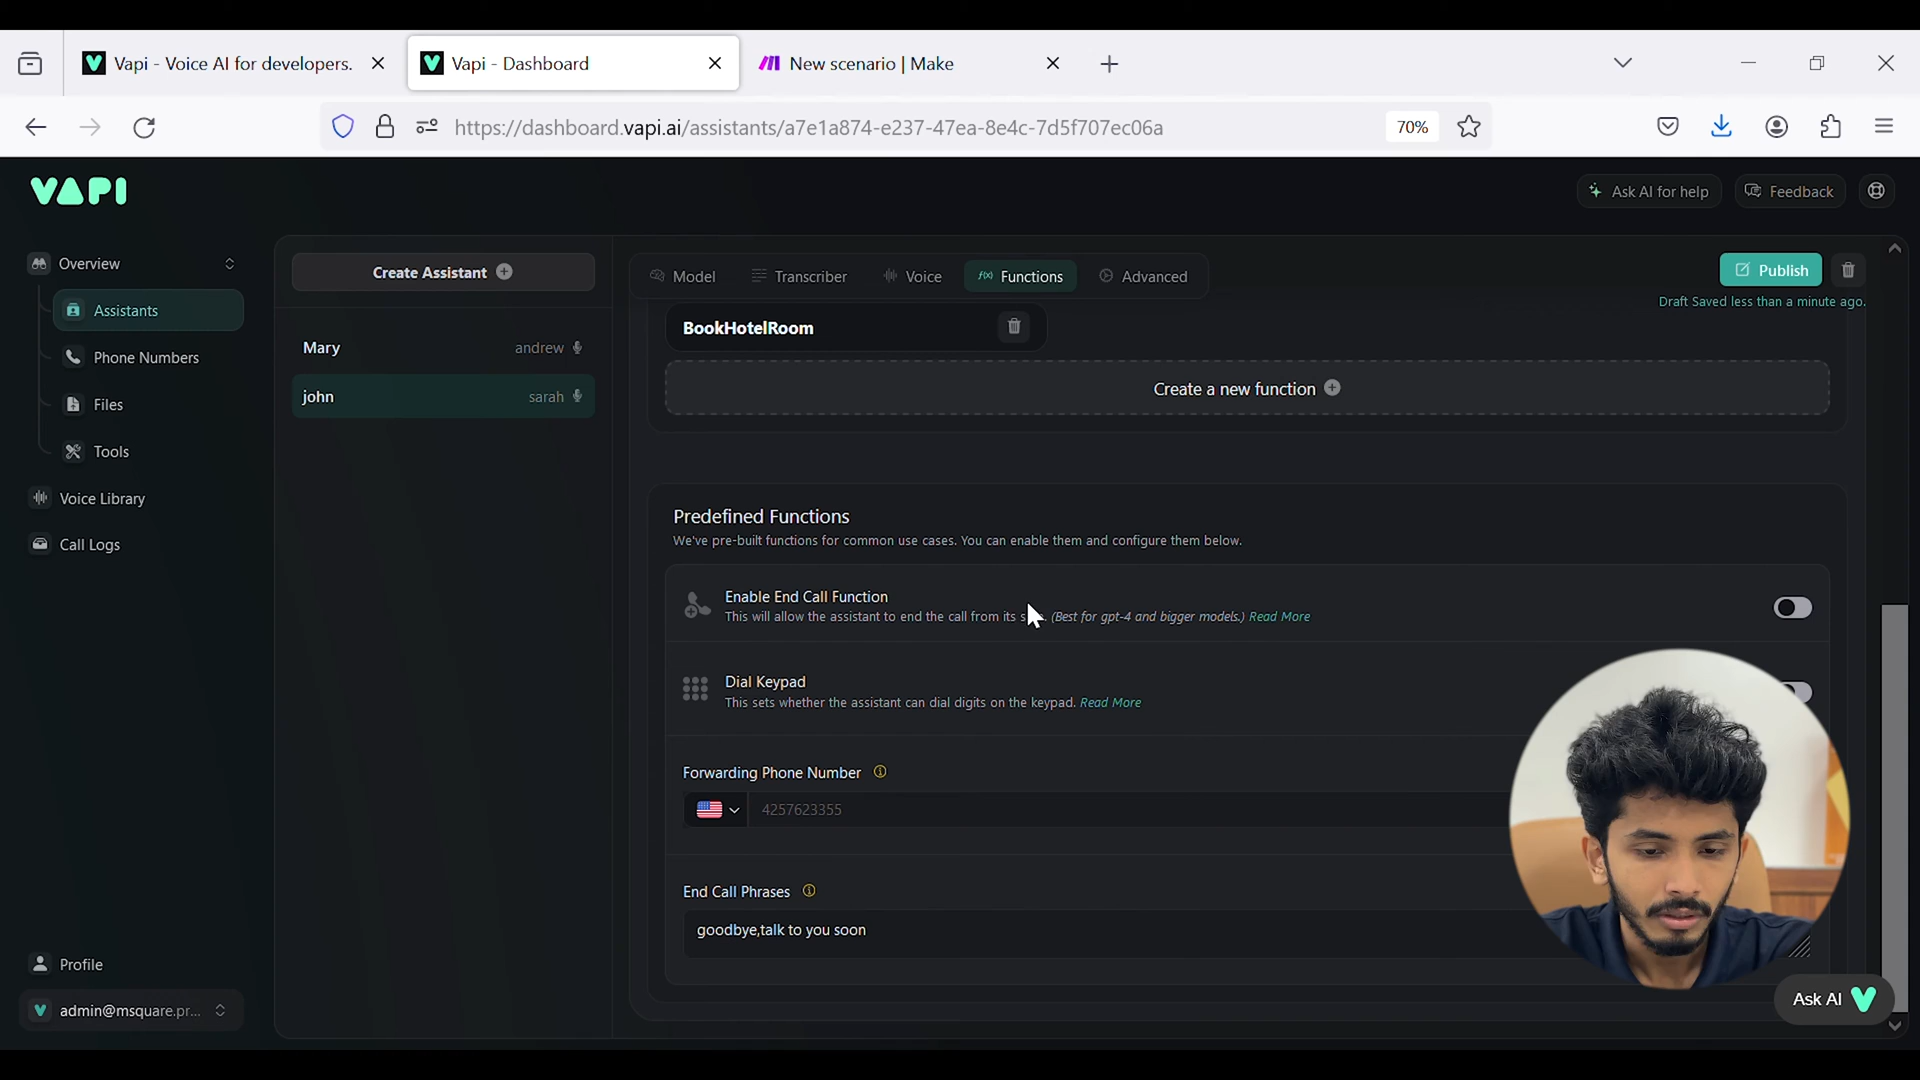 Vapi - Voice AI for developers.
Vapi - Dashboard
New scenario | Make
https://dashboard.vapi.ai/assistants/a7e1a874-e237-47ea-8e4c-7d5f707ec06a
70%
VAPI
Ask AI for help
Feedback
Overview
Assistants
Phone Numbers
Files
Tools
Voice Library
Call Logs
Profile
admin@msquare.pr...
Create Assistant
Mary
andrew
john
sarah
Model
Transcriber
Voice
Functions
Advanced
Publish
Draft Saved less than a minute ago.
BookHotelRoom
Create a new function
Predefined Functions
We've pre-built functions for common use cases. You can enable them and configure them below.
Enable End Call Function
This will allow the assistant to end the call from its (Best for gpt-4 and bigger models.) Read More
Dial Keypad
This sets whether the assistant can dial digits on the keypad. Read More
Forwarding Phone Number
4257623355
End Call Phrases
goodbye,talk to you soon
Ask AI